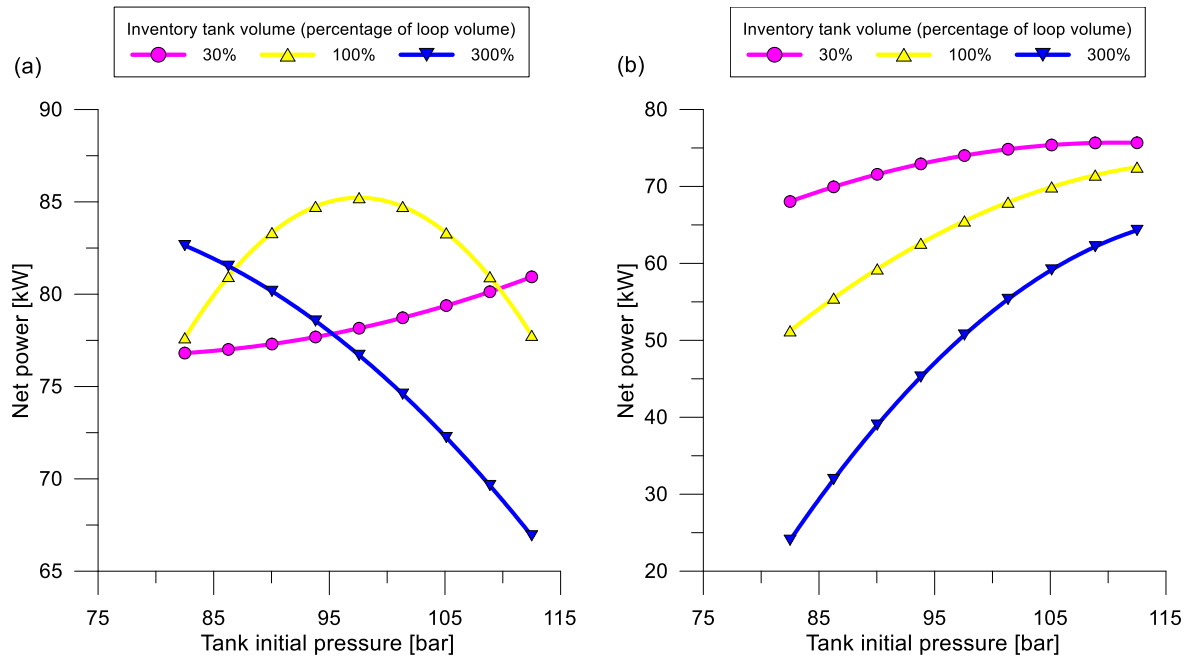 Inventory tank volume (percentage of loop volume)
30% 100% 300%
(a)
90
85
80
75
70
65
Net power [kW]
75 85 95 105 115
Tank initial pressure [bar]
Inventory tank volume (percentage of loop volume)
30% 100% 300%
(b)
80
70
60
50
40
30
20
Net power [kW]
75 85 95 105 115
Tank initial pressure [bar]